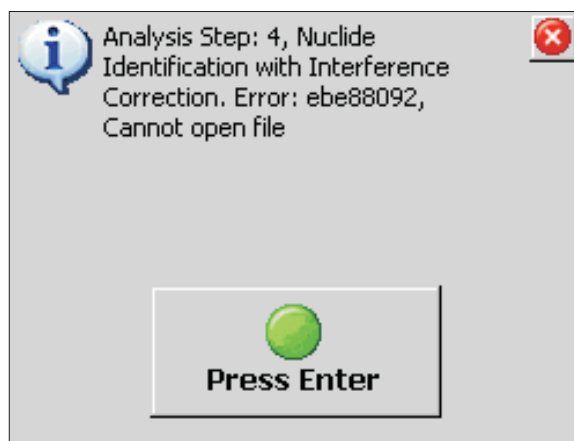 Analysis Step: 4, Nuclide
Identification with Interference
Correction. Error: ebe88092,
Cannot open file
Press Enter